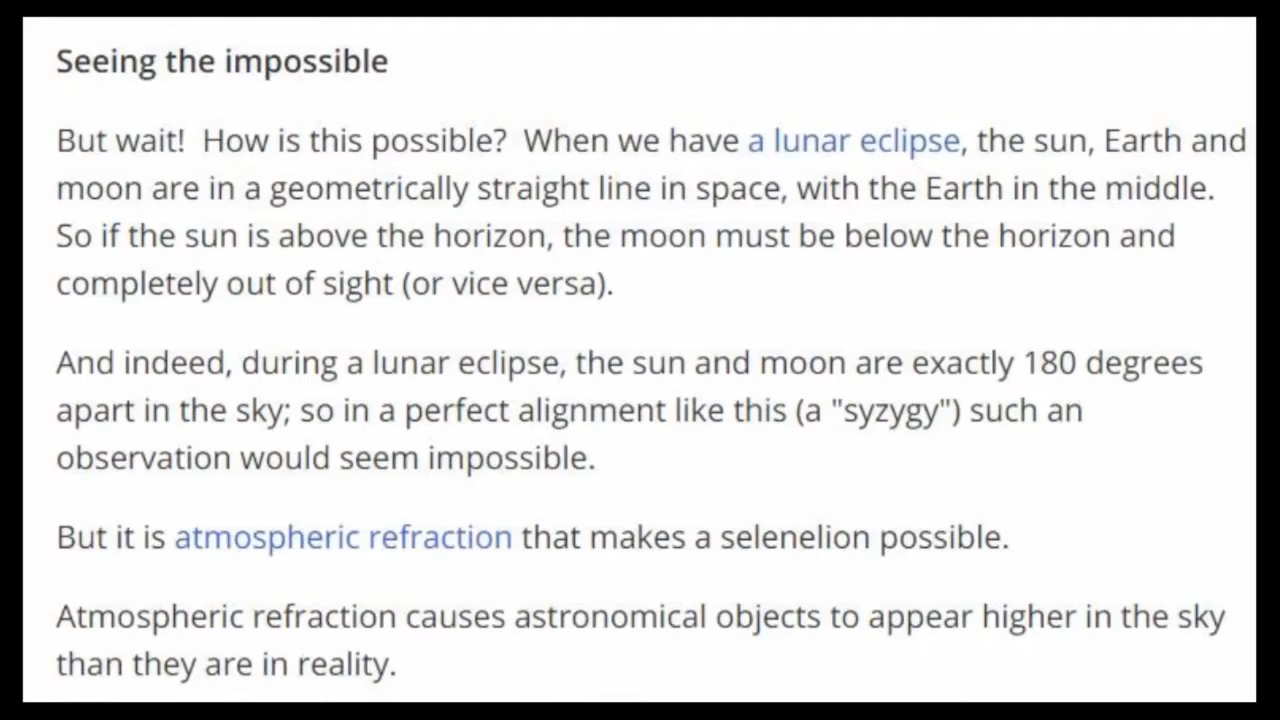 Seeing the impossible
But wait!  How is this possible?  When we have a lunar eclipse, the sun, Earth and
moon are in a geometrically straight line in space, with the Earth in the middle.
So if the sun is above the horizon, the moon must be below the horizon and
completely out of sight (or vice versa).
And indeed, during a lunar eclipse, the sun and moon are exactly 180 degrees
apart in the sky; so in a perfect alignment like this (a "syzygy") such an
observation would seem impossible.
But it is atmospheric refraction that makes a selenelion possible.
Atmospheric refraction causes astronomical objects to appear higher in the sky
than they are in reality.